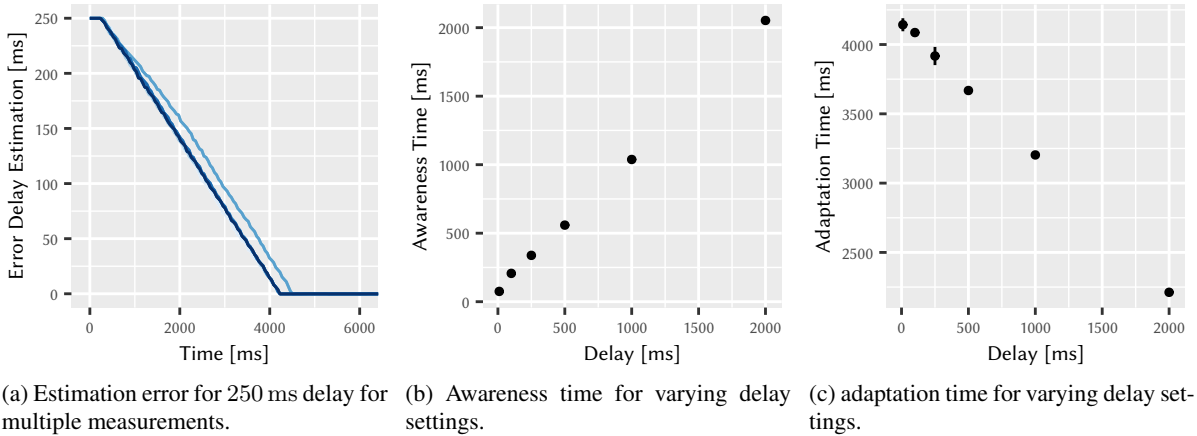 250
200
150
100
50
0
Error Delay Estimation [ms]
0 2000 4000 6000
Time [ms]
2000
1500
1000
500
0
Awareness Time [ms]
0 500 1000 1500 2000
Delay [ms]
4000
3500
3000
2500
Adaptation Time [ms]
0 500 1000 1500 2000
Delay [ms]
(a) Estimation error for 250 ms delay for
multiple measurements.
(b) Awareness time for varying delay
settings.
(c) adaptation time for varying delay set-
tings.